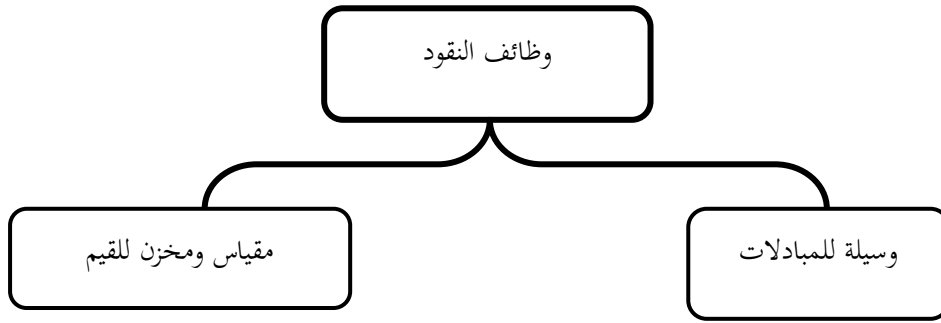 وظائف النقود
وسيلة للمبادلات
مقياس ومخزن للقيم